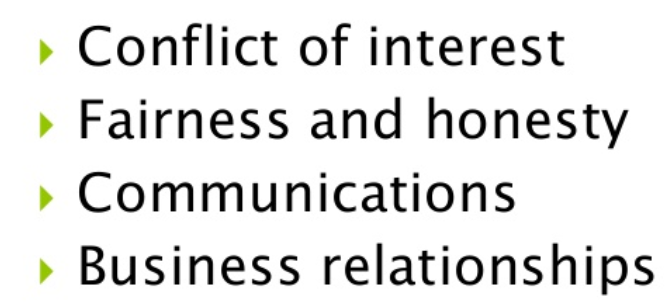 Conflict of interest
Fairness and honesty
Communications
Business relationships